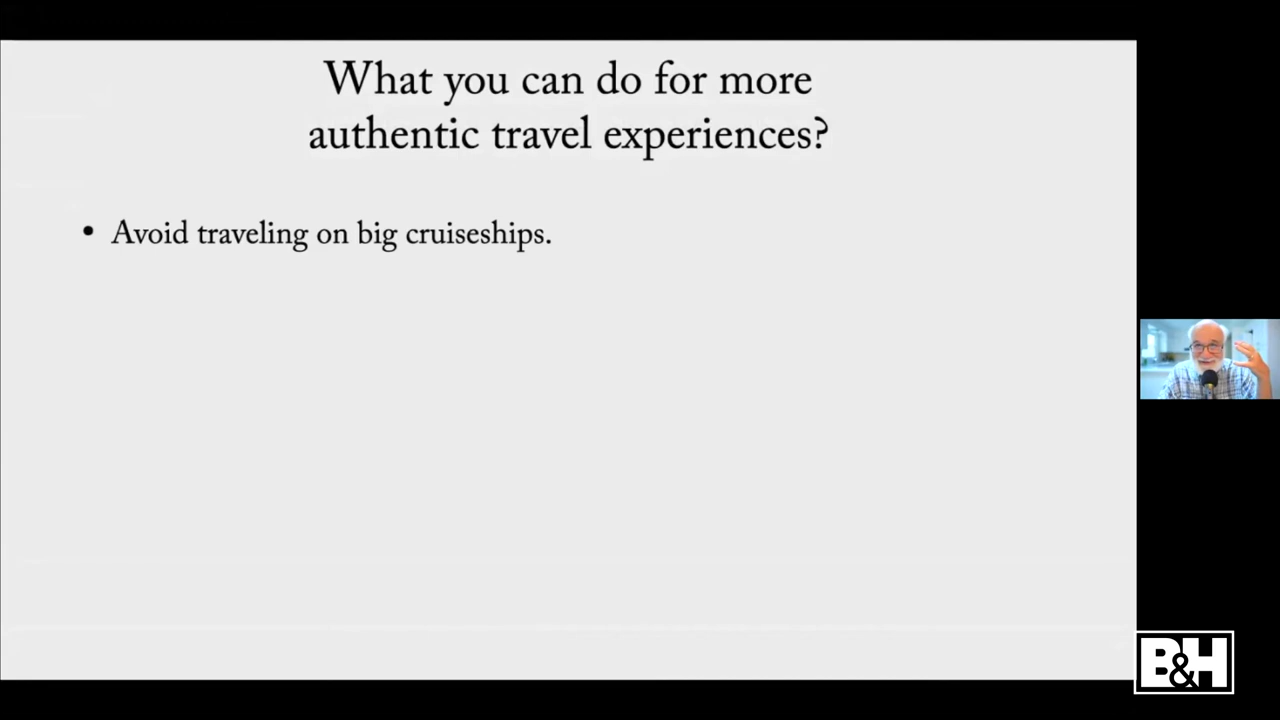 What you can do for more
authentic travel experiences?
• Avoid traveling on big cruiseships.
B&H